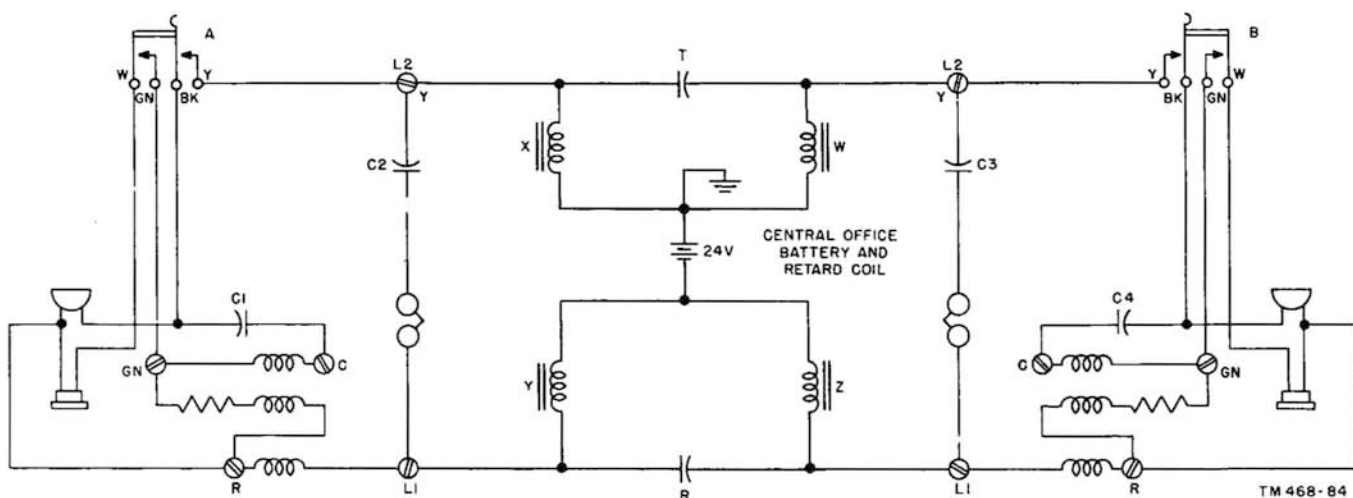 A
B
T
L2
L2
W
Y
Y
W
GN
BK
Y
Y
BK
GN
X
W
C2
C3
24V
CENTRAL OFFICE
BATTERY AND
RETARD COIL
C1
C4
GN
C
Y
Z
C
GN
R
L1
R
L1
R
TM 468-84